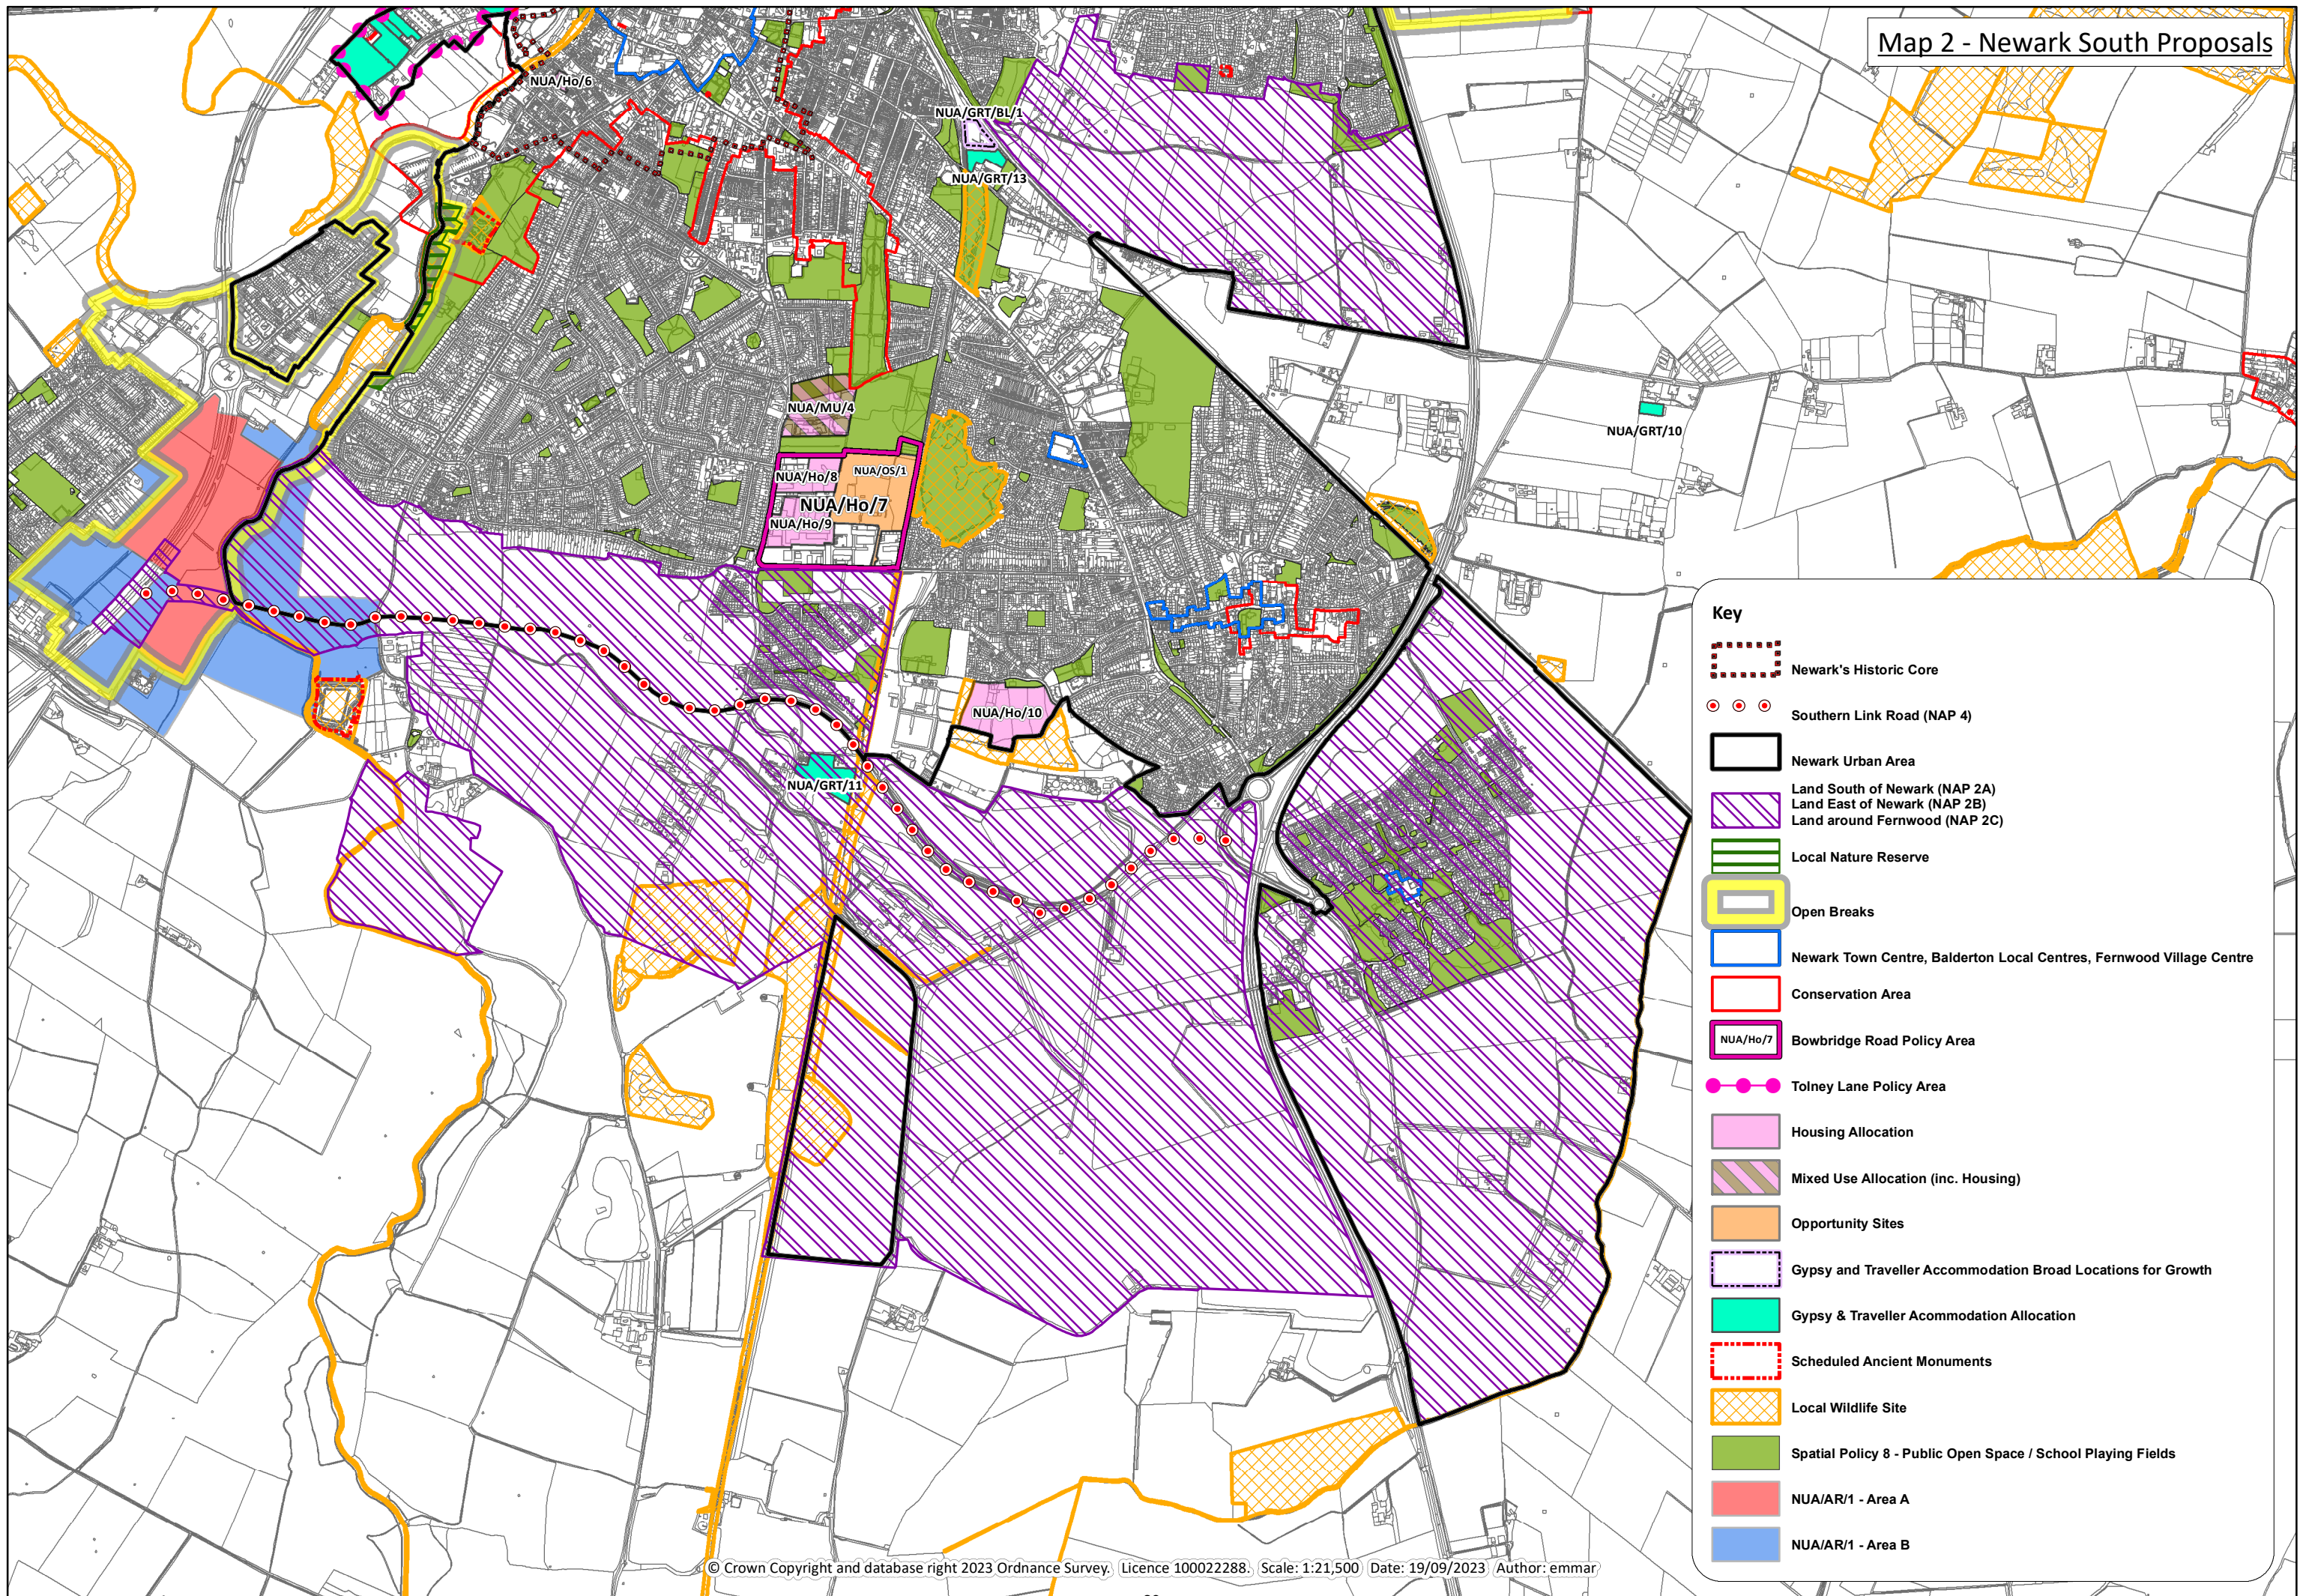 Map 2 - Newark South Proposals
NUA/Ho/6
NUA/GRT/BL/1
NUA/GRT/13
NUA/MU/4
NUA/GRT/10
NUA/Ho/8
NUA/OS/1
NUA/Ho/7
NUA/Ho/9
NUA/Ho/10
NUA/GRT/11
Key
Newark's Historic Core
Southern Link Road (NAP 4)
Newark Urban Area
Land South of Newark (NAP 2A)
Land East of Newark (NAP 2B)
Land around Fernwood (NAP 2C)
Local Nature Reserve
Open Breaks
Newark Town Centre, Balderton Local Centres, Fernwood Village Centre
Conservation Area
NUA/Ho/7 Bowbridge Road Policy Area
Tolney Lane Policy Area
Housing Allocation
Mixed Use Allocation (inc. Housing)
Opportunity Sites
Gypsy and Traveller Accommodation Broad Locations for Growth
Gypsy & Traveller Acommodation Allocation
Scheduled Ancient Monuments
Local Wildlife Site
Spatial Policy 8 - Public Open Space / School Playing Fields
NUA/AR/1 - Area A
NUA/AR/1 - Area B
© Crown Copyright and database right 2023 Ordnance Survey. Licence 100022288. Scale: 1:21,500 Date: 19/09/2023 Author: emmar